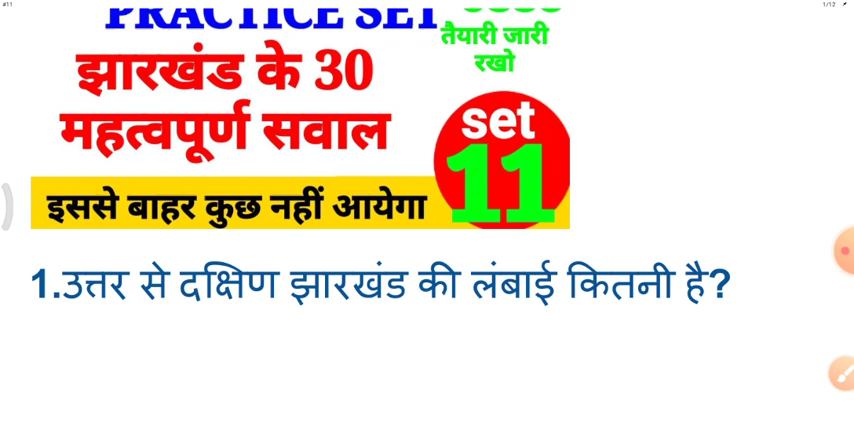 #11
1/12
PRACTICE SET
तैयारी जारी
रखो
झारखंड के 30
महत्वपूर्ण सवाल
set
11
इससे बाहर कुछ नहीं आयेगा
1.उत्तर से दक्षिण झारखंड की लंबाई कितनी है?